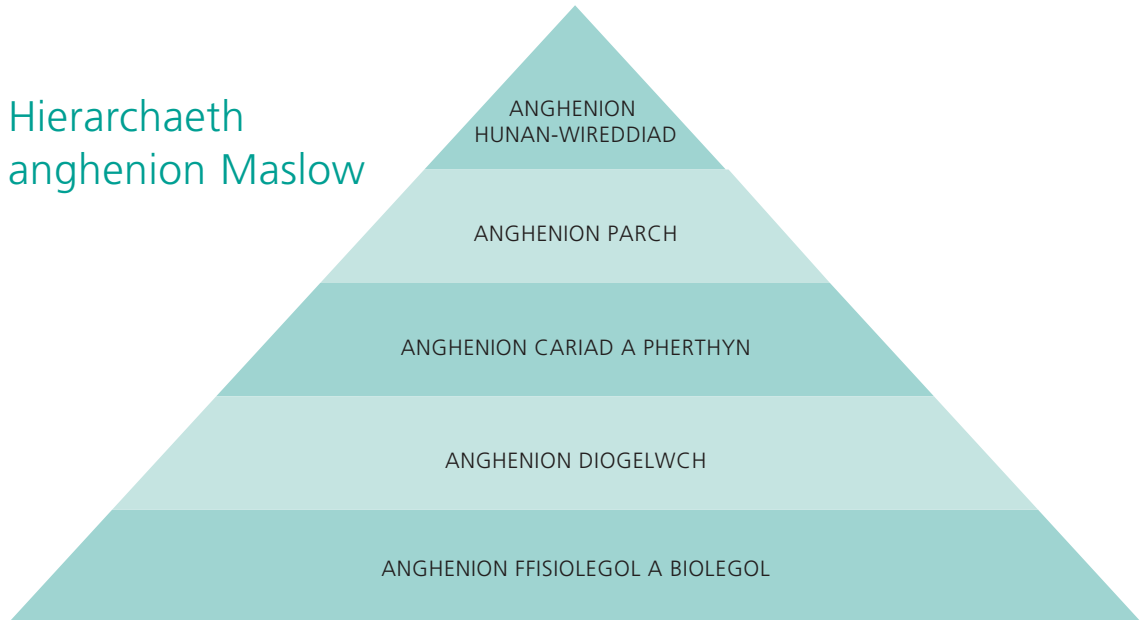 Hierarchaeth
anghenion Maslow
ANGHENION
HUNAN-WIREDDIAD
ANGHENION PARCH
ANGHENION CARIAD A PHERTHYN
ANGHENION DIOGELWCH
ANGHENION FFISIOLEGOL A BIOLEGOL